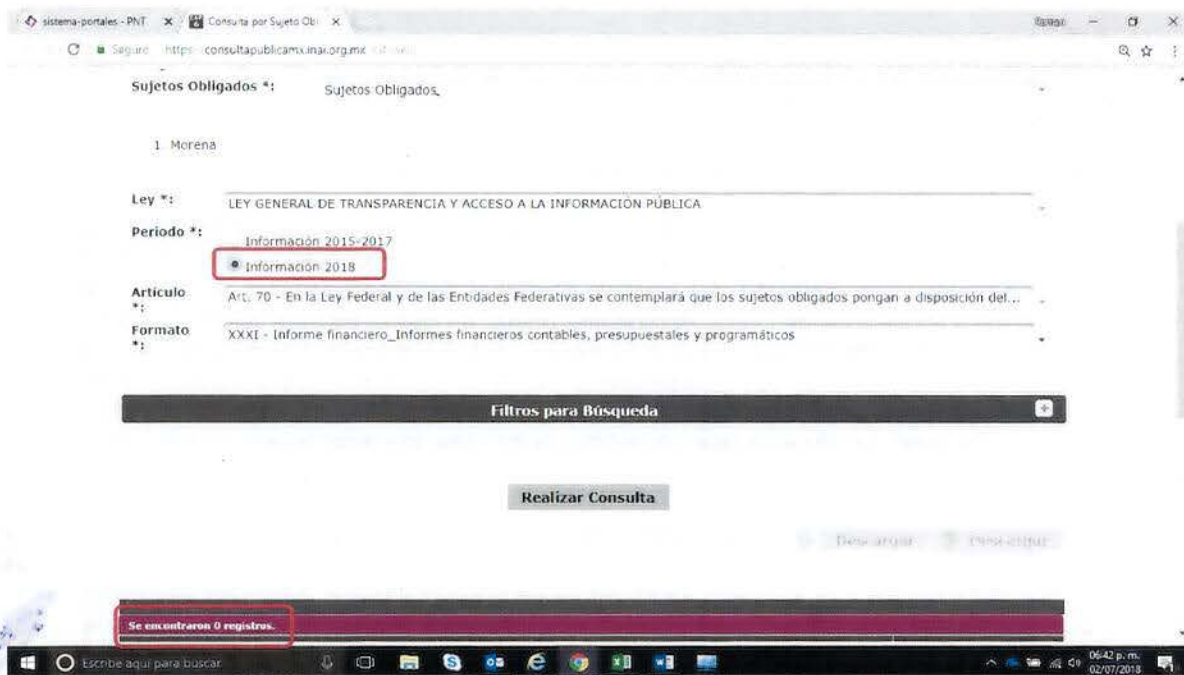 sistema-portales - PNT
Consulta por Sujeto Obl
https consultapublicamx.inai.org.mx
Sujetos Obligados *:
Sujetos Obligados
1. Morena
Ley *:
LEY GENERAL DE TRANSPARENCIA Y ACCESO A LA INFORMACIÓN PÚBLICA
Periodo *:
Información 2015-2017
Información 2018
Artículo *:
Art. 70 - En la Ley Federal y de las Entidades Federativas se contemplará que los sujetos obligados pongan a disposición del...
Formato *:
XXXI - Informe financiero_Informes financieros contables, presupuestales y programáticos
Filtros para Búsqueda
Realizar Consulta
Descargar
Se encontraron 0 registros.
Escribe aquí para buscar
06:42 p. m.
02/07/2018